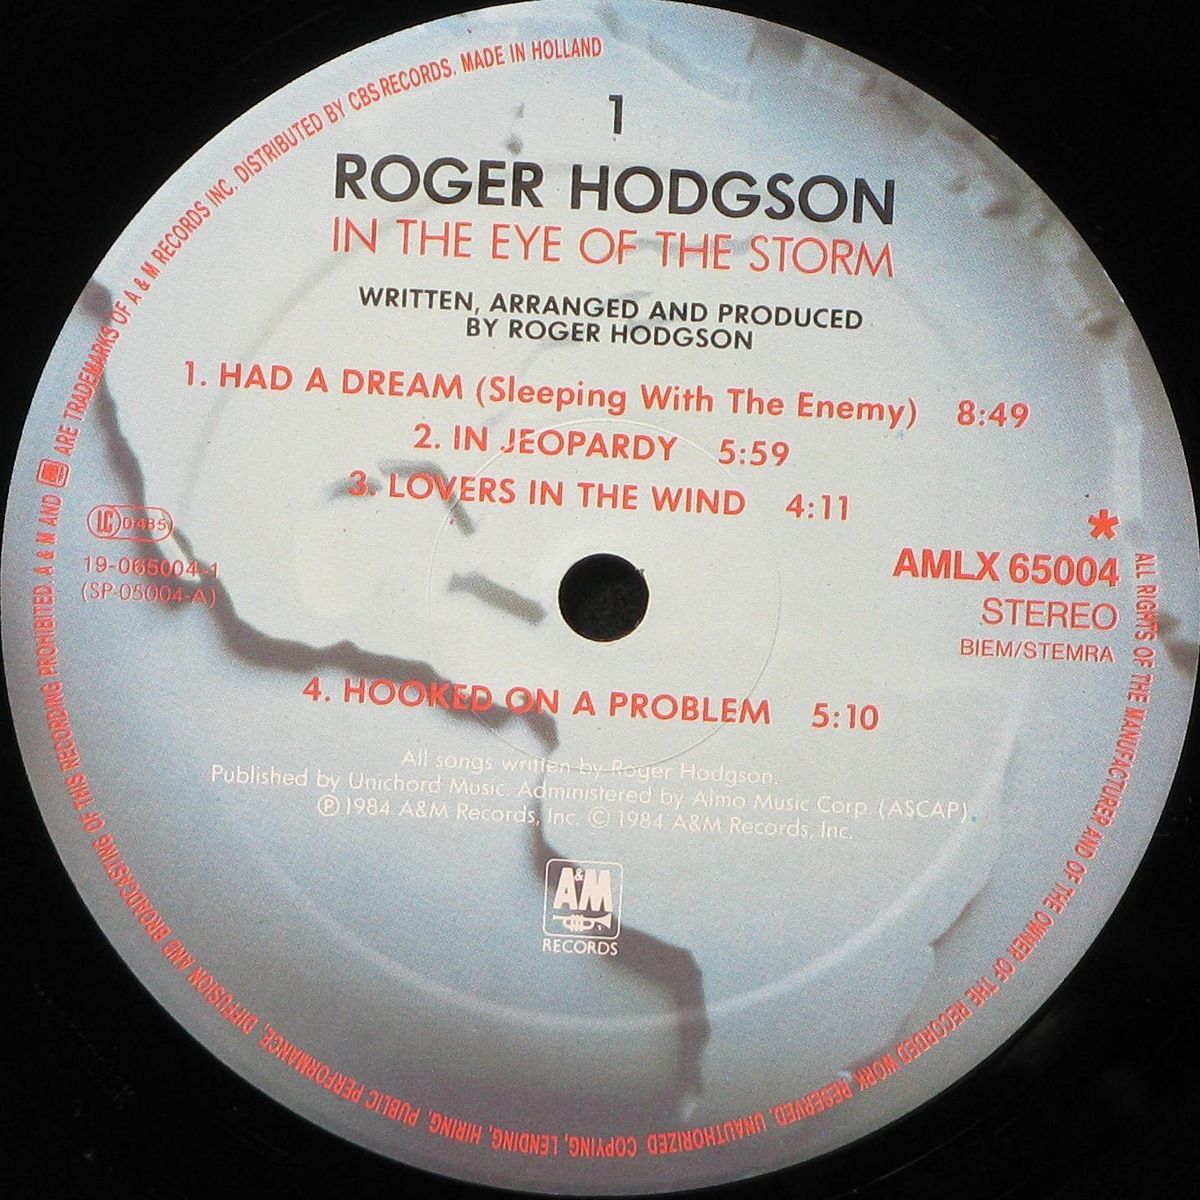 1
ROGER HODGSON
IN THE EYE OF THE STORM
WRITTEN, ARRANGED AND PRODUCED
BY ROGER HODGSON
1. HAD A DREAM (Sleeping With The Enemy) 8:49
2. IN JEOPARDY 5:59
3. LOVERS IN THE WIND 4:11
LC 0485
19-065004-1
(SP-05004-A)
*
AMLX 65004
STEREO
BIEM/STEMRA
4. HOOKED ON A PROBLEM 5:10
All songs written by Roger Hodgson.
Published by Unichord Music. Administered by Almo Music Corp. (ASCAP).
Ⓟ 1984 A&M Records, Inc. © 1984 A&M Records, Inc.
A&M
RECORDS
ALL RIGHTS OF THE MANUFACTURER AND OF THE OWNER OF THE RECORDED WORK RESERVED. UNAUTHORIZED COPYING, LENDING, HIRING, PUBLIC PERFORMANCE, DIFFUSION AND BROADCASTING OF THIS RECORDING PROHIBITED. A & M AND ARE TRADEMARKS OF A & M RECORDS INC. DISTRIBUTED BY CBS RECORDS. MADE IN HOLLAND